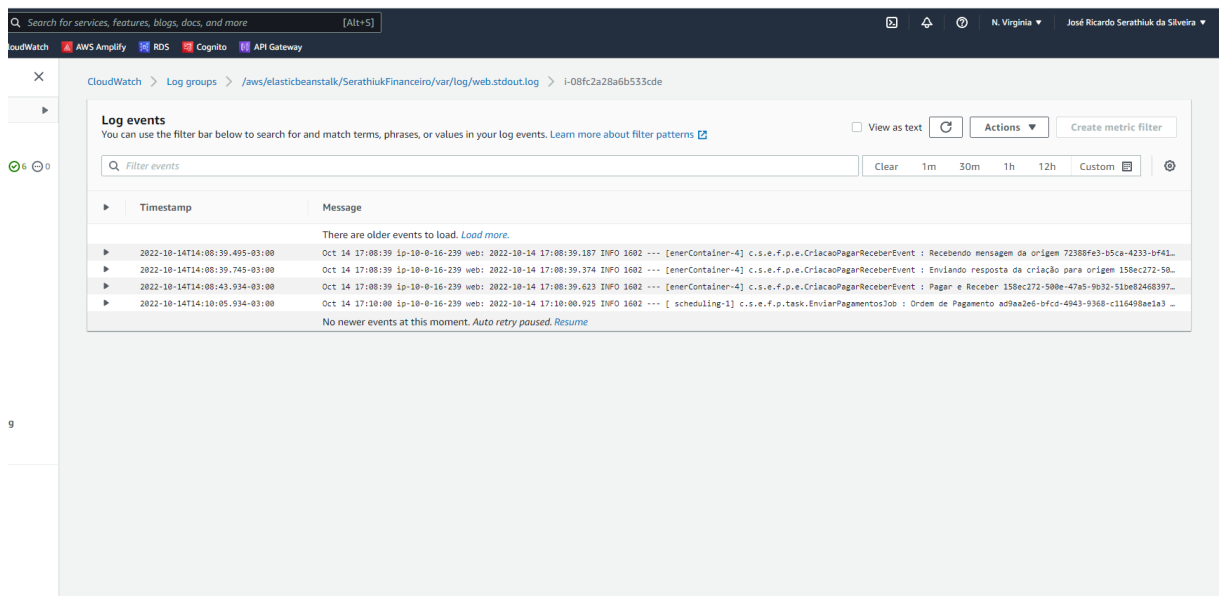 Search for services, features, blogs, docs, and more [Alt+S] N. Virginia ▼ José Ricardo Serathiuk da Silveira ▼
loudWatch AWS Amplify RDS Cognito API Gateway
CloudWatch > Log groups > /aws/elasticbeanstalk/SerathiukFinanceiro/var/log/web.stdout.log > i-08fc2a28a6b533cde
Log events
You can use the filter bar below to search for and match terms, phrases, or values in your log events. Learn more about filter patterns
View as text Actions ▼ Create metric filter
6 0
Filter events Clear 1m 30m 1h 12h Custom
Timestamp Message
There are older events to load. Load more.
2022-10-14T14:08:39.495-03:00 Oct 14 17:08:39 ip-10-0-16-239 web: 2022-10-14 17:08:39.187 INFO 1602 --- [enerContainer-4] c.s.e.f.p.e.CriacaoPagarReceberEvent : Recebendo mensagem da origem 72388fe3-b5ca-4233-bf41…
2022-10-14T14:08:39.745-03:00 Oct 14 17:08:39 ip-10-0-16-239 web: 2022-10-14 17:08:39.374 INFO 1602 --- [enerContainer-4] c.s.e.f.p.e.CriacaoPagarReceberEvent : Enviando resposta da criação para origem 158ec272-50…
2022-10-14T14:08:43.934-03:00 Oct 14 17:08:39 ip-10-0-16-239 web: 2022-10-14 17:08:39.623 INFO 1602 --- [enerContainer-4] c.s.e.f.p.e.CriacaoPagarReceberEvent : Pagar e Receber 158ec272-500e-47a5-9b32-51be82468397…
2022-10-14T14:10:05.934-03:00 Oct 14 17:10:00 ip-10-0-16-239 web: 2022-10-14 17:10:00.925 INFO 1602 --- [ scheduling-1] c.s.e.f.p.task.EnviarPagamentosJob : Ordem de Pagamento ad9aa2e6-bfcd-4943-9368-c116498ae1a3 …
No newer events at this moment. Auto retry paused. Resume
g